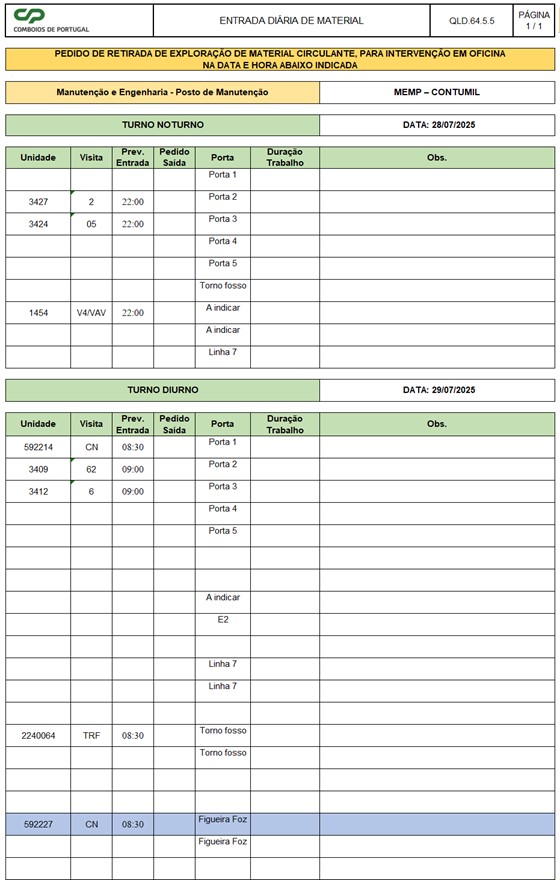 CP
COMBOIOS DE PORTUGAL
ENTRADA DIÁRIA DE MATERIAL
QLD.64.5.5
PÁGINA
1 / 1
PEDIDO DE RETIRADA DE EXPLORAÇÃO DE MATERIAL CIRCULANTE, PARA INTERVENÇÃO EM OFICINA
NA DATA E HORA ABAIXO INDICADA
Manutenção e Engenharia - Posto de Manutenção MEMP – CONTUMIL
TURNO NOTURNO DATA: 28/07/2025
Unidade Visita Prev. Entrada Pedido Saída Porta Duração Trabalho Obs.
Porta 1
3427 2 22:00 Porta 2
3424 05 22:00 Porta 3
Porta 4
Porta 5
Torno fosso
1454 V4/VAV 22:00 A indicar
A indicar
Linha 7
TURNO DIURNO DATA: 29/07/2025
Unidade Visita Prev. Entrada Pedido Saída Porta Duração Trabalho Obs.
592214 CN 08:30 Porta 1
3409 62 09:00 Porta 2
3412 6 09:00 Porta 3
Porta 4
Porta 5
A indicar
E2
Linha 7
Linha 7
2240064 TRF 08:30 Torno fosso
Torno fosso
592227 CN 08:30 Figueira Foz
Figueira Foz